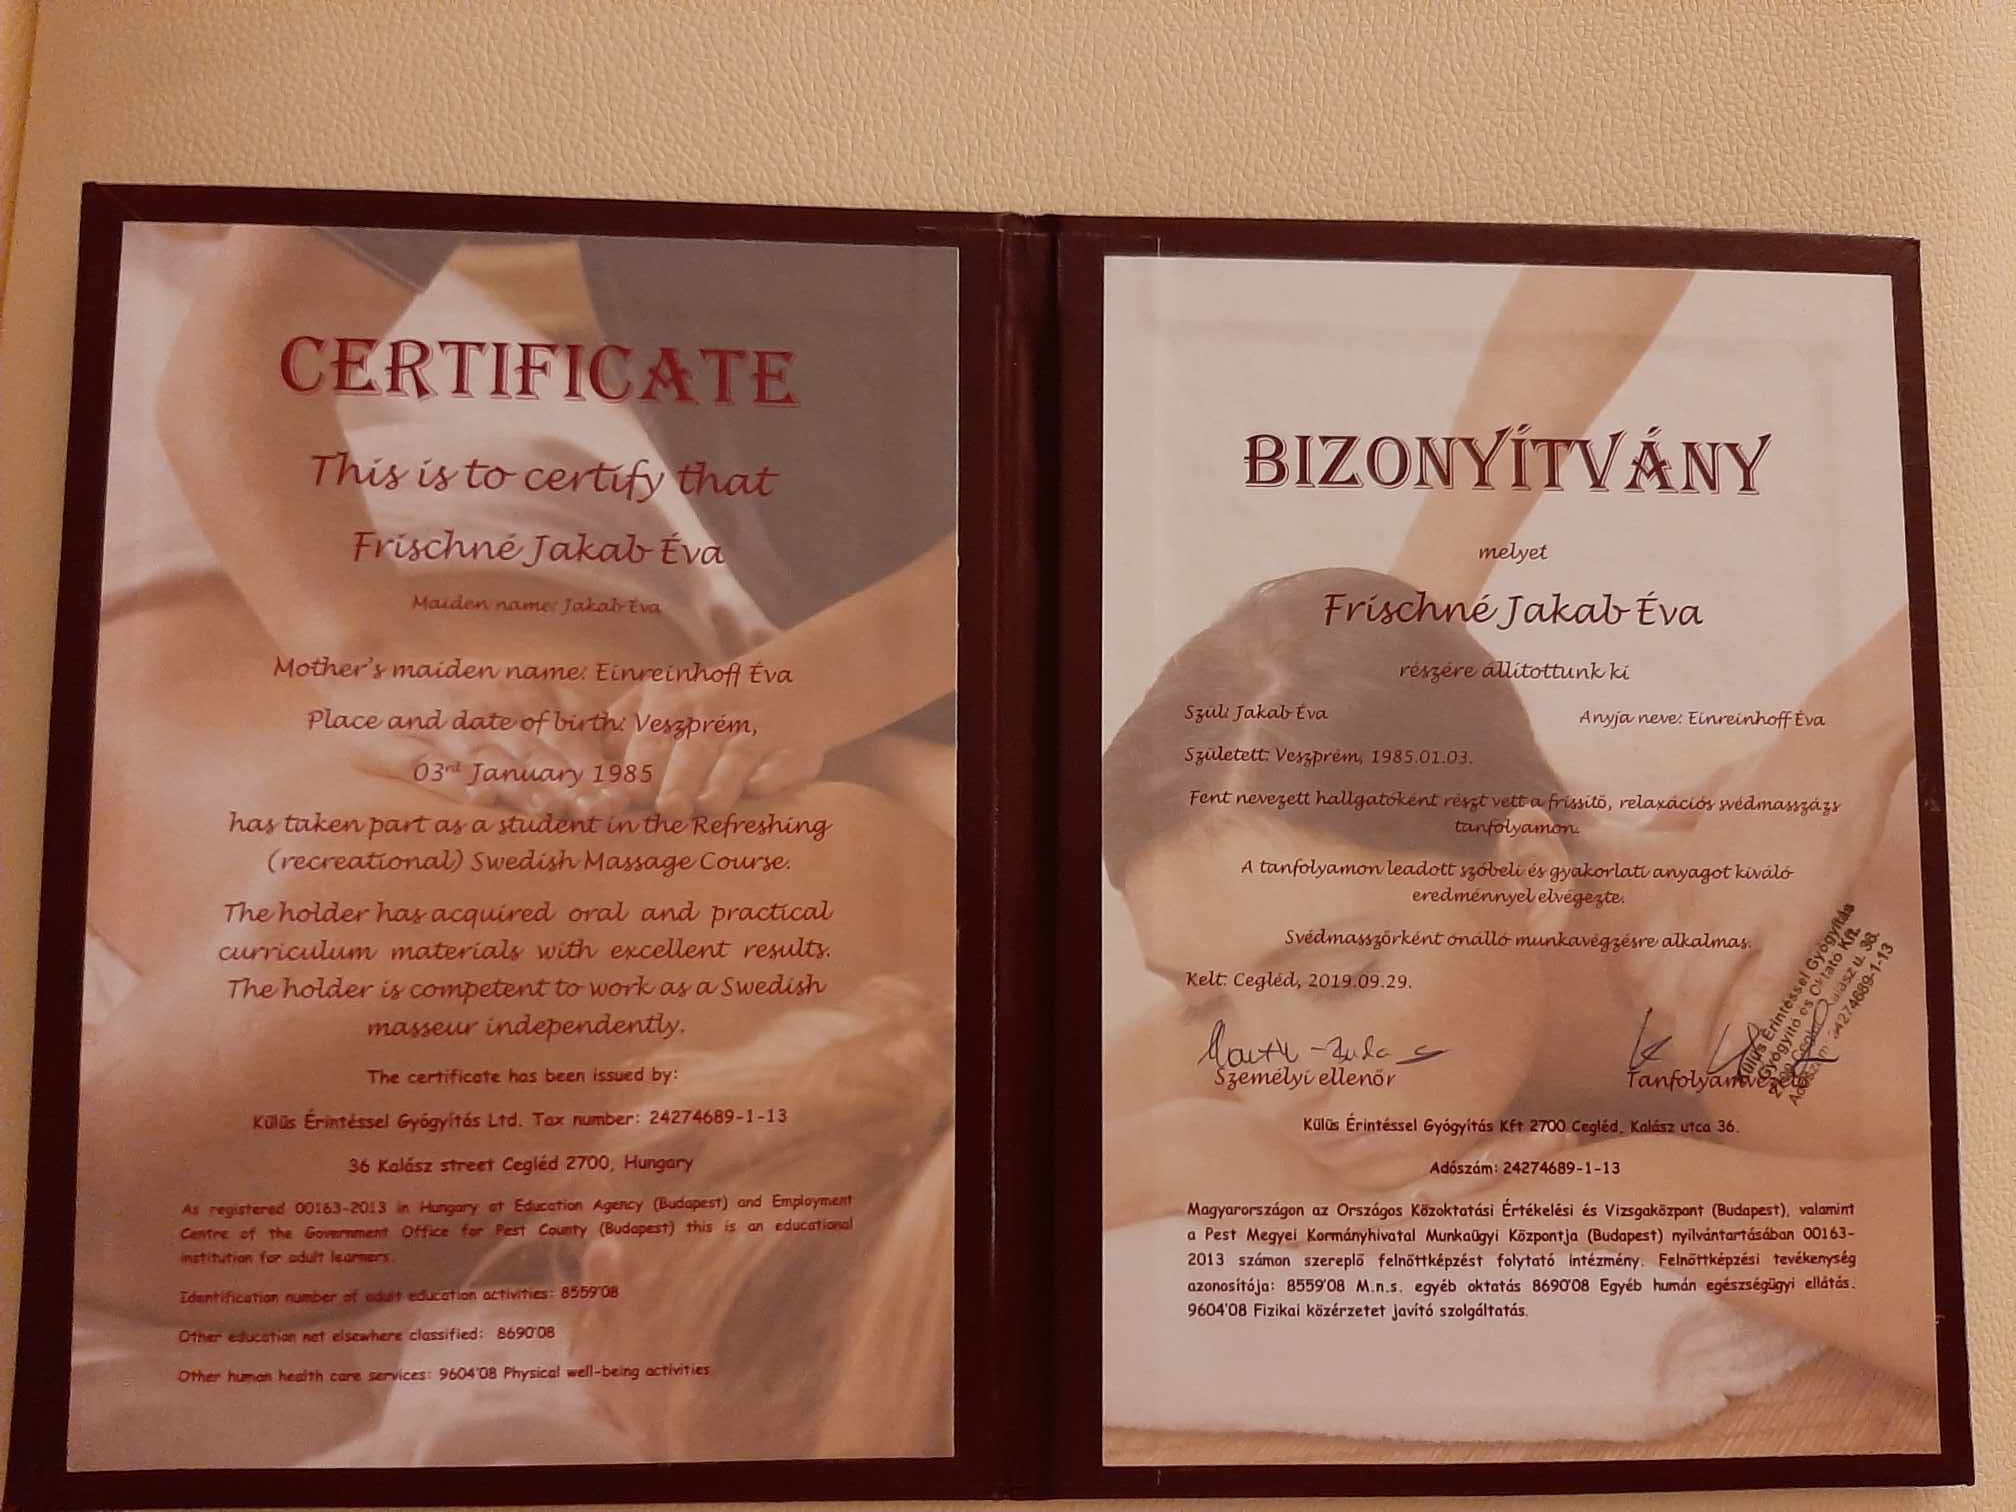 CERTIFICATE
This is to certify that
Frischné Jakab Éva
Maiden name: Jakab Éva
Mother's maiden name: Einreinhoff Éva
Place and date of birth: Veszprém,
03rd January 1985
has taken part as a student in the Refreshing
(recreational) Swedish Massage Course.
The holder has acquired oral and practical
curriculum materials with excellent results.
The holder is competent to work as a Swedish
masseur independently.
The certificate has been issued by:
Külüs Érintéssel Gyógyítás Ltd. Tax number: 24274689-1-13
36 Kalász street Cegléd 2700, Hungary
As registered 00163-2013 in Hungary at Education Agency (Budapest) and Employment
Centre of the Government Office for Pest County (Budapest) this is an educational
institution for adult learners.
Identification number of adult education activities: 8559'08
Other education not elsewhere classified: 8690'08
Other human health care services: 9604'08 Physical well-being activities
BIZONYÍTVÁNY
melyet
Frischné Jakab Éva
részére állítottunk ki
Szül: Jakab Éva Anyja neve: Einreinhoff Éva
Született: Veszprém, 1985.01.03.
Fent nevezett hallgatóként részt vett a frissítő, relaxációs svédmasszázs
tanfolyamon.
A tanfolyamon leadott szóbeli és gyakorlati anyagot kiváló
eredménnyel elvégezte.
Svédmasszőrként önálló munkavégzésre alkalmas.
Kelt: Cegléd, 2019.09.29.
Személyi ellenőr Tanfolyamvezető
Külüs Érintéssel Gyógyítás
Gyógyító és Oktató Kft.
2700 Cegléd, Kalász u. 36.
Adószám: 24274689-1-13
Külüs Érintéssel Gyógyítás Kft 2700 Cegléd, Kalász utca 36.
Adószám: 24274689-1-13
Magyarországon az Országos Közoktatási Értékelési és Vizsgaközpont (Budapest), valamint
a Pest Megyei Kormányhivatal Munkaügyi Központja (Budapest) nyilvántartásában 00163-
2013 számon szereplő felnőttképzést folytató intézmény. Felnőttképzési tevékenység
azonosítója: 8559'08 M.n.s. egyéb oktatás 8690'08 Egyéb humán egészségügyi ellátás.
9604'08 Fizikai közérzetet javító szolgáltatás.